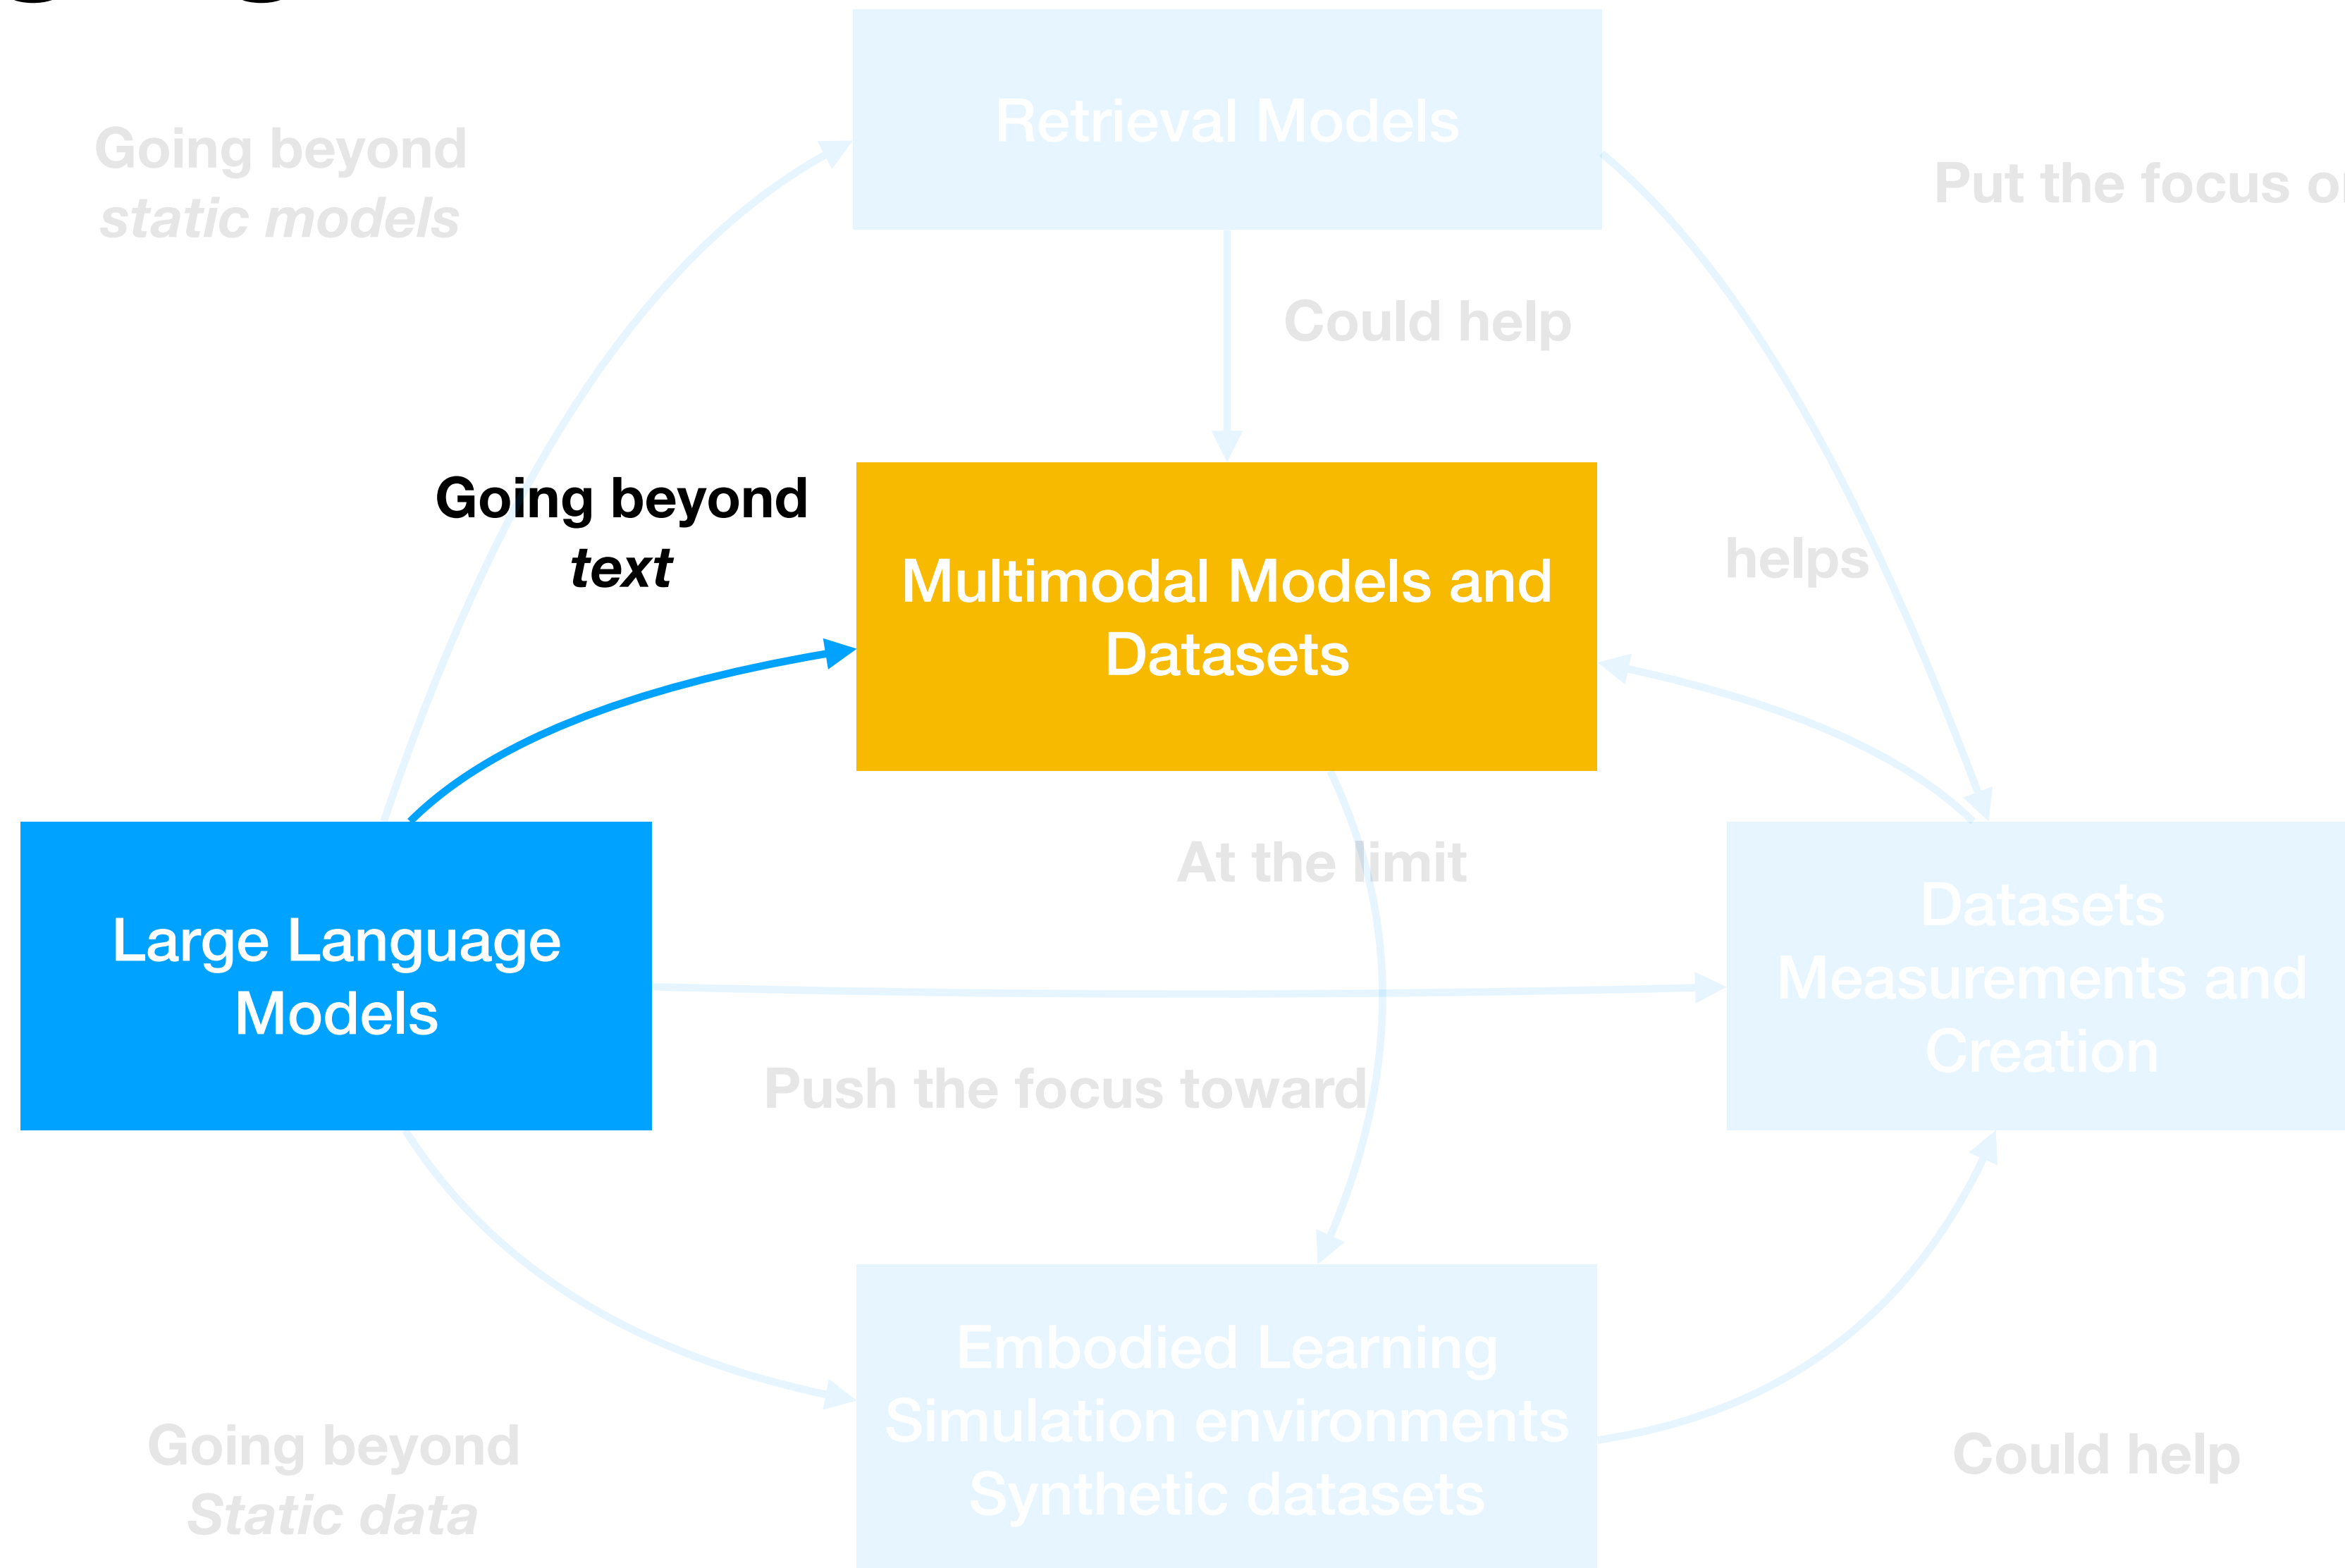 Retrieval Models
Going beyond
static models
Put the focus
Could help
Going beyond
text
Multimodal Models and
Datasets
helps
At the limit
Large Language
Models
Datasets
Measurements and
Creation
Push the focus toward
Embodied Learning
Simulation environments
Synthetic datasets
Going beyond
Static data
Could help